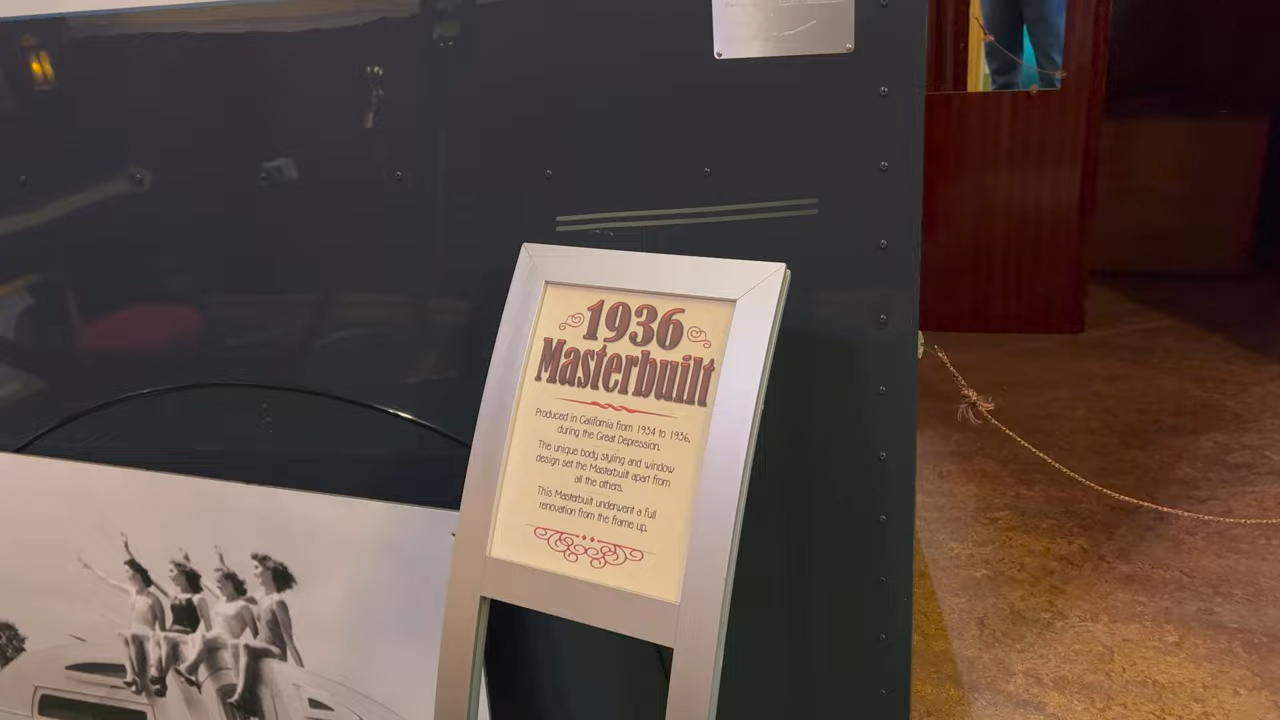 1936
Masterbuilt
Produced in California from 1934 to 1936,
during the Great Depression.
The unique body styling and window
design set the Masterbuilt apart from
all the others.
This Masterbuilt underwent a full
renovation from the frame up.